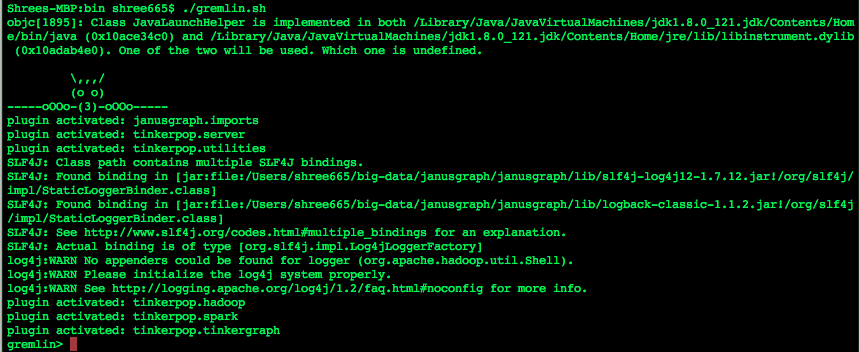 Shrees-MBP:bin shree665$ ./gremlin.sh
objc[1895]: Class JavaLaunchHelper is implemented in both /Library/Java/JavaVirtualMachines/jdk1.8.0_121.jdk/Contents/Hom
e/bin/java (0x10ace34c0) and /Library/Java/JavaVirtualMachines/jdk1.8.0_121.jdk/Contents/Home/jre/lib/libinstrument.dylib
 (0x10adab4e0). One of the two will be used. Which one is undefined.
         \,,,/
         (o o)
-----oOOo-(3)-oOOo-----
plugin activated: janusgraph.imports
plugin activated: tinkerpop.server
plugin activated: tinkerpop.utilities
SLF4J: Class path contains multiple SLF4J bindings.
SLF4J: Found binding in [jar:file:/Users/shree665/big-data/janusgraph/janusgraph/lib/slf4j-log4j12-1.7.12.jar!/org/slf4j/
impl/StaticLoggerBinder.class]
SLF4J: Found binding in [jar:file:/Users/shree665/big-data/janusgraph/janusgraph/lib/logback-classic-1.1.2.jar!/org/slf4j
/impl/StaticLoggerBinder.class]
SLF4J: See http://www.slf4j.org/codes.html#multiple_bindings for an explanation.
SLF4J: Actual binding is of type [org.slf4j.impl.Log4jLoggerFactory]
log4j:WARN No appenders could be found for logger (org.apache.hadoop.util.Shell).
log4j:WARN Please initialize the log4j system properly.
log4j:WARN See http://logging.apache.org/log4j/1.2/faq.html#noconfig for more info.
plugin activated: tinkerpop.hadoop
plugin activated: tinkerpop.spark
plugin activated: tinkerpop.tinkergraph
gremlin>